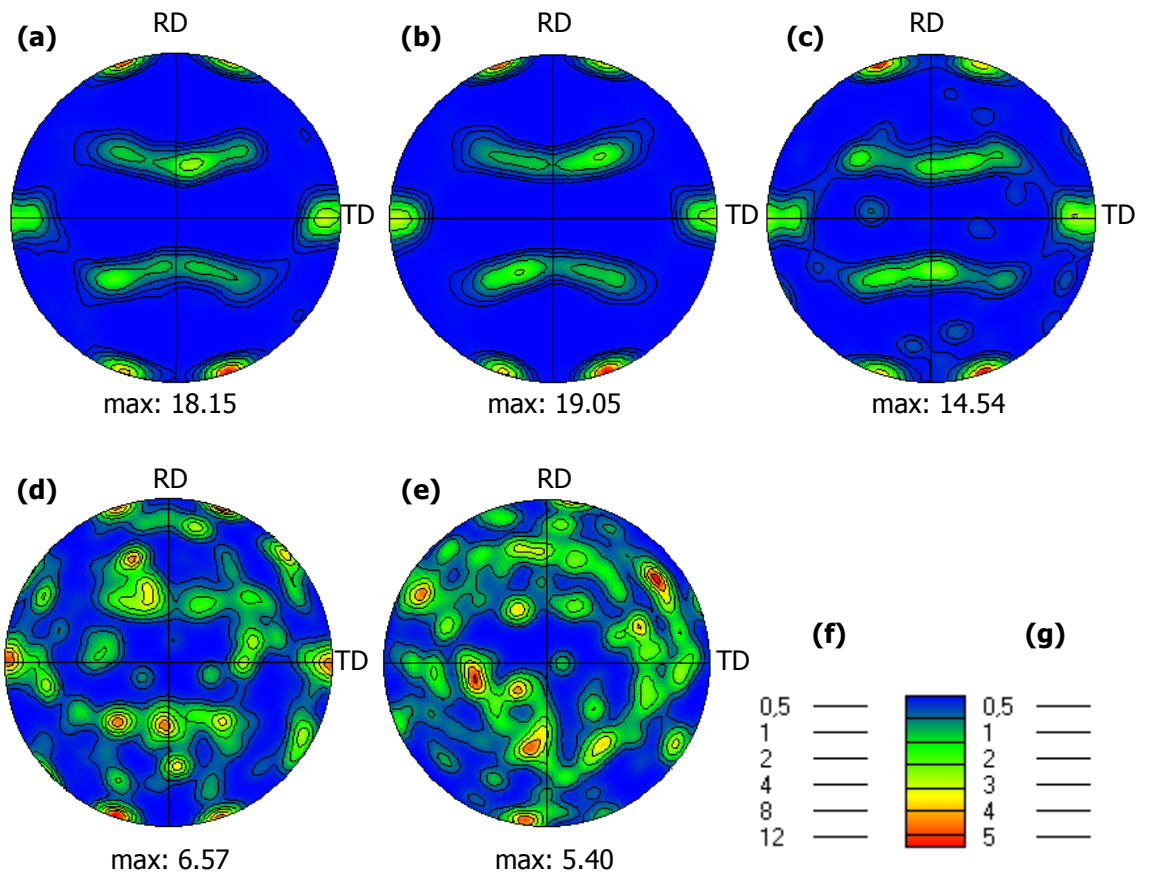 (a) RD
(b) RD
(c) RD
TD
TD
TD
max: 18.15
max: 19.05
max: 14.54
(d) RD
(e) RD
TD
TD
max: 6.57
max: 5.40
(f)
0,5
1
2
4
8
12
(g)
0,5
1
2
3
4
5